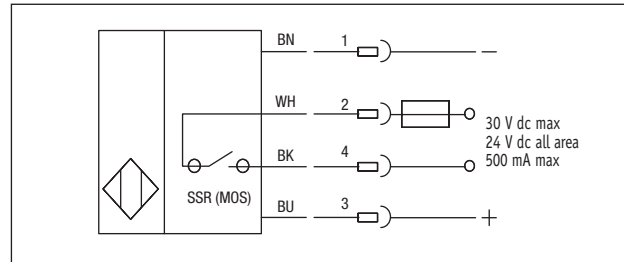 BN 1 −
WH 2
30 V dc max
24 V dc all area
500 mA max
BK 4
SSR (MOS)
BU 3 +